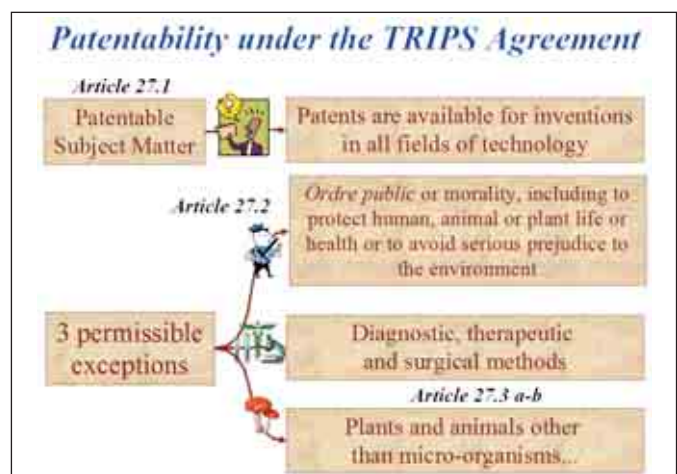 Patentability under the TRIPS Agreement
Article 27.1
Patentable
Subject Matter
Patents are available for inventions
in all fields of technology
Article 27.2
Ordre public or morality, including to
protect human, animal or plant life or
health or to avoid serious prejudice to
the environment
3 permissible
exceptions
Diagnostic, therapeutic
and surgical methods
Article 27.3 a-b
Plants and animals other
than micro-organisms...